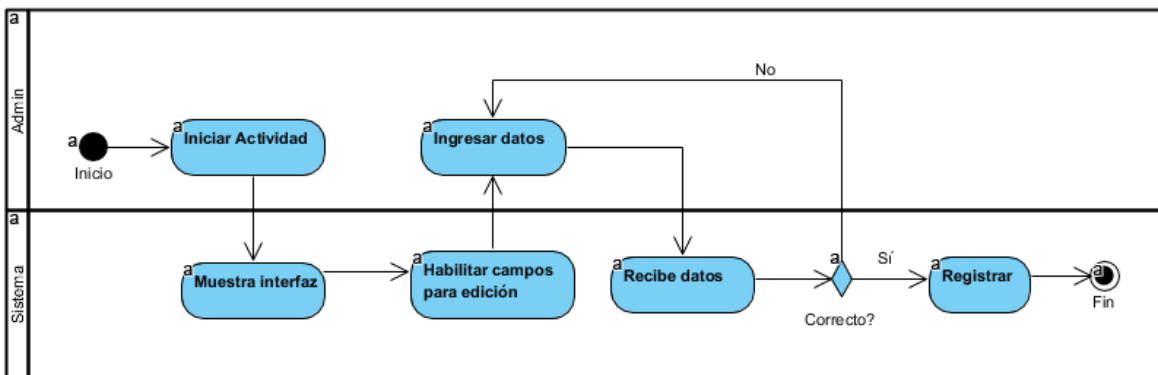 a
Admin
a
Inicio
a
Iniciar Actividad
a
Ingresar datos
No
a
Sistema
a
Muestra interfaz
a
Habilitar campos
para edición
a
Recibe datos
a
Correcto?
Sí
a
Registrar
a
Fin